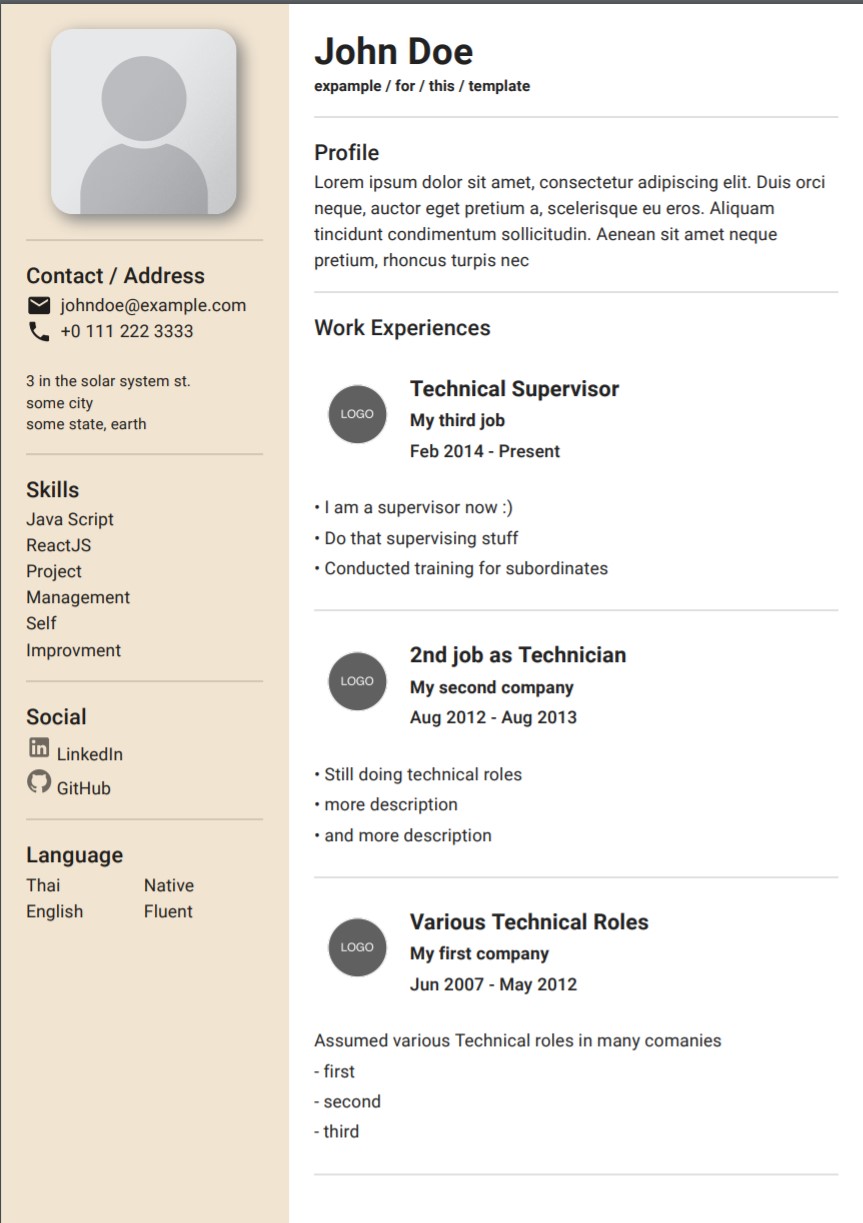 John Doe
expample / for / this / template
Profile
Lorem ipsum dolor sit amet, consectetur adipiscing elit. Duis orci
neque, auctor eget pretium a, scelerisque eu eros. Aliquam
tincidunt condimentum sollicitudin. Aenean sit amet neque
pretium, rhoncus turpis nec
Contact / Address
johndoe@example.com
+0 111 222 3333
3 in the solar system st.
some city
some state, earth
Skills
Java Script
ReactJS
Project
Management
Self
Improvment
Social
LinkedIn
GitHub
Language
Thai Native
English Fluent
Work Experiences
LOGO
Technical Supervisor
My third job
Feb 2014 - Present
• I am a supervisor now :)
• Do that supervising stuff
• Conducted training for subordinates
LOGO
2nd job as Technician
My second company
Aug 2012 - Aug 2013
• Still doing technical roles
• more description
• and more description
LOGO
Various Technical Roles
My first company
Jun 2007 - May 2012
Assumed various Technical roles in many comanies
- first
- second
- third